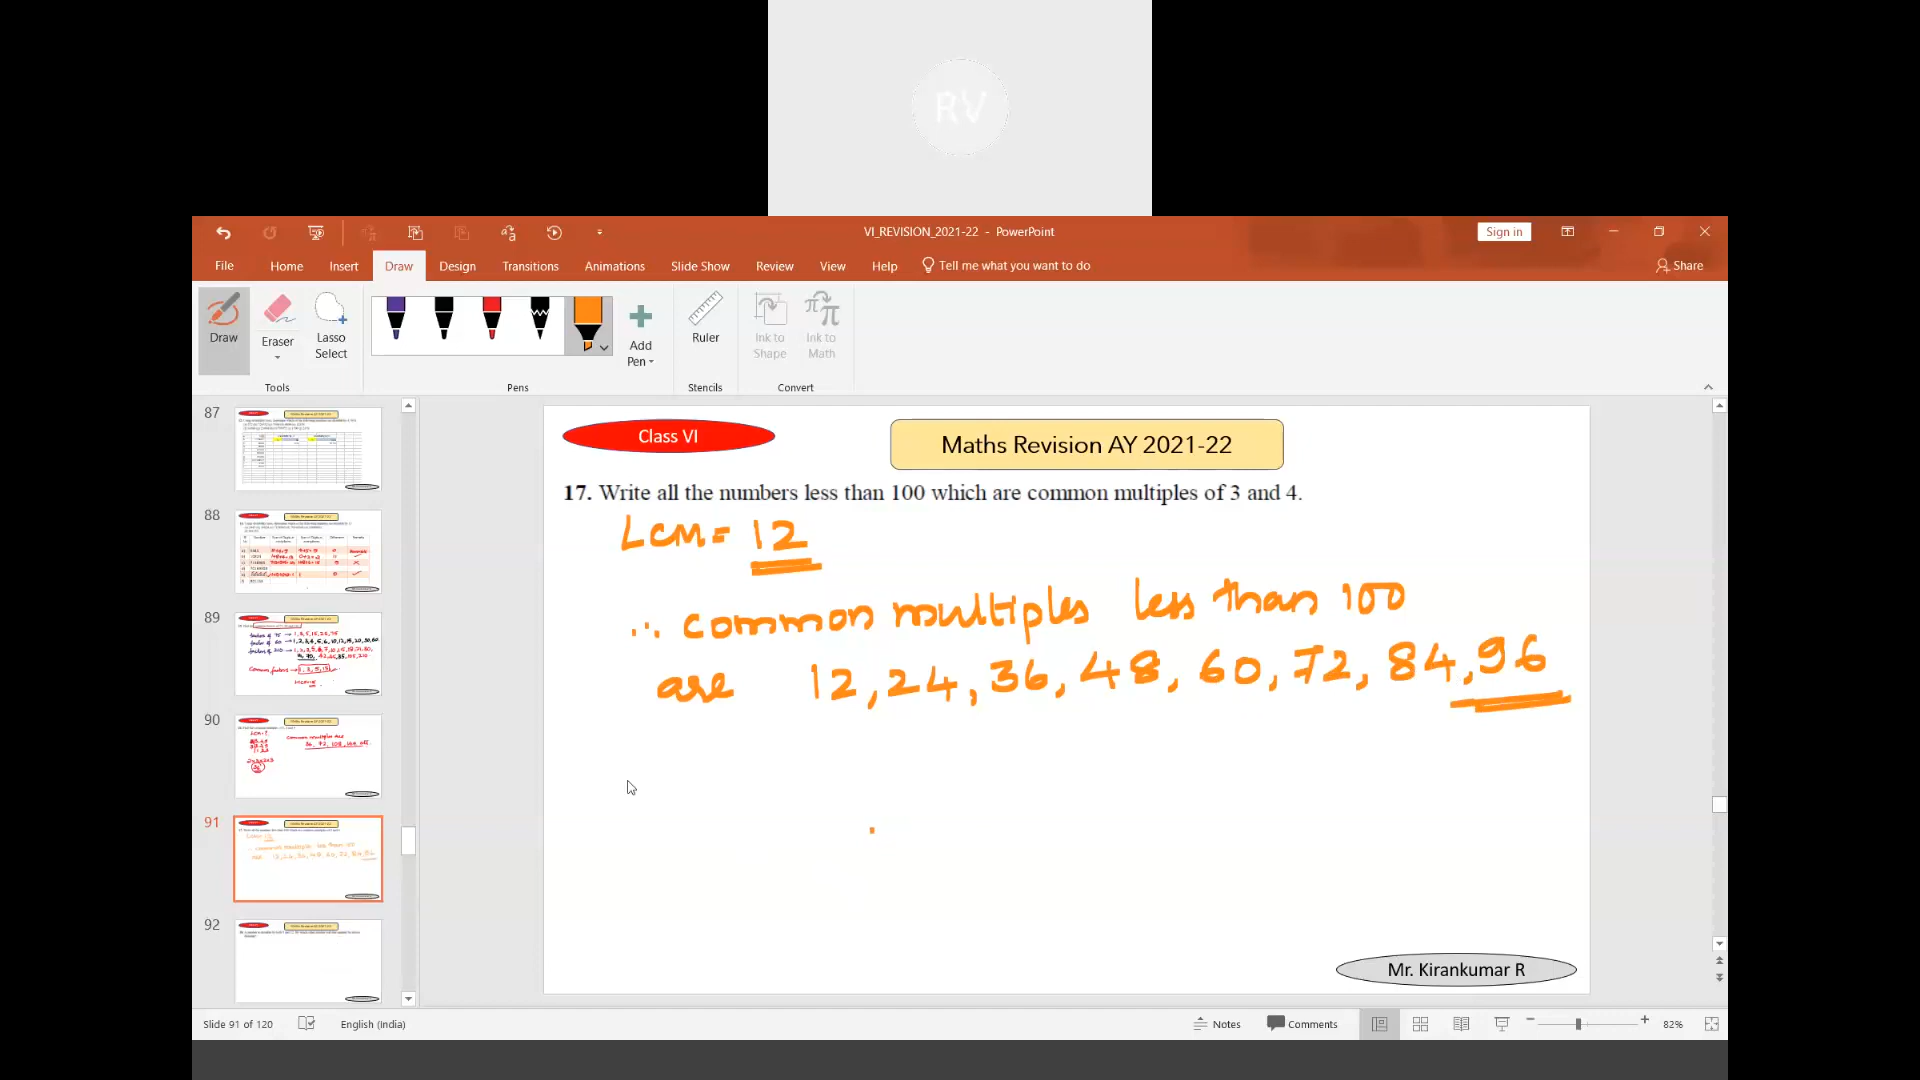 RV
VI_REVISION_2021-22 - PowerPoint
Sign in
File Home Insert Draw Design Transitions Animations Slide Show Review View Help Tell me what you want to do Share
Draw
Eraser
Lasso Select
Add Pen
Ruler
Ink to Shape
Ink to Math
Tools Pens Stencils Convert
87
88
89
90
91
92
Class VI
Maths Revision AY 2021-22
17. Write all the numbers less than 100 which are common multiples of 3 and 4.
LCM = 12
∴ common multiples less than 100
are 12, 24, 36, 48, 60, 72, 84, 96
Mr. Kirankumar R
Slide 91 of 120 English (India) Notes Comments 82%